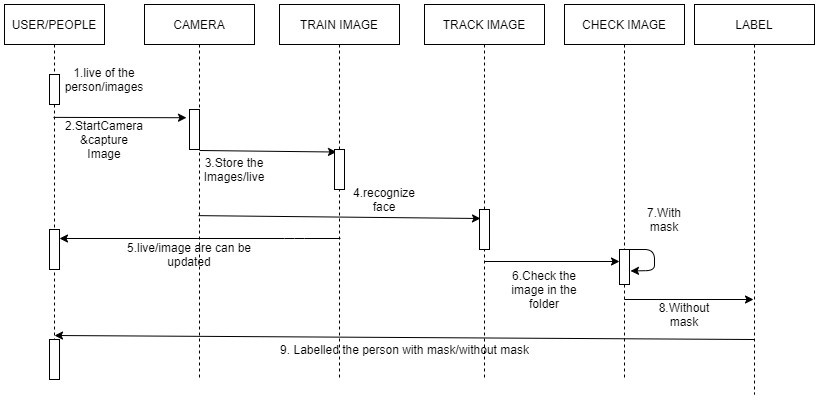 USER/PEOPLE
CAMERA
TRAIN IMAGE
TRACK IMAGE
CHECK IMAGE
LABEL
1.live of the
person/images
2.StartCamera
&capture
Image
3.Store the
Images/live
4.recognize
face
5.live/image are can be
updated
6.Check the
image in the
folder
7.With
mask
8.Without
mask
9. Labelled the person with mask/without mask